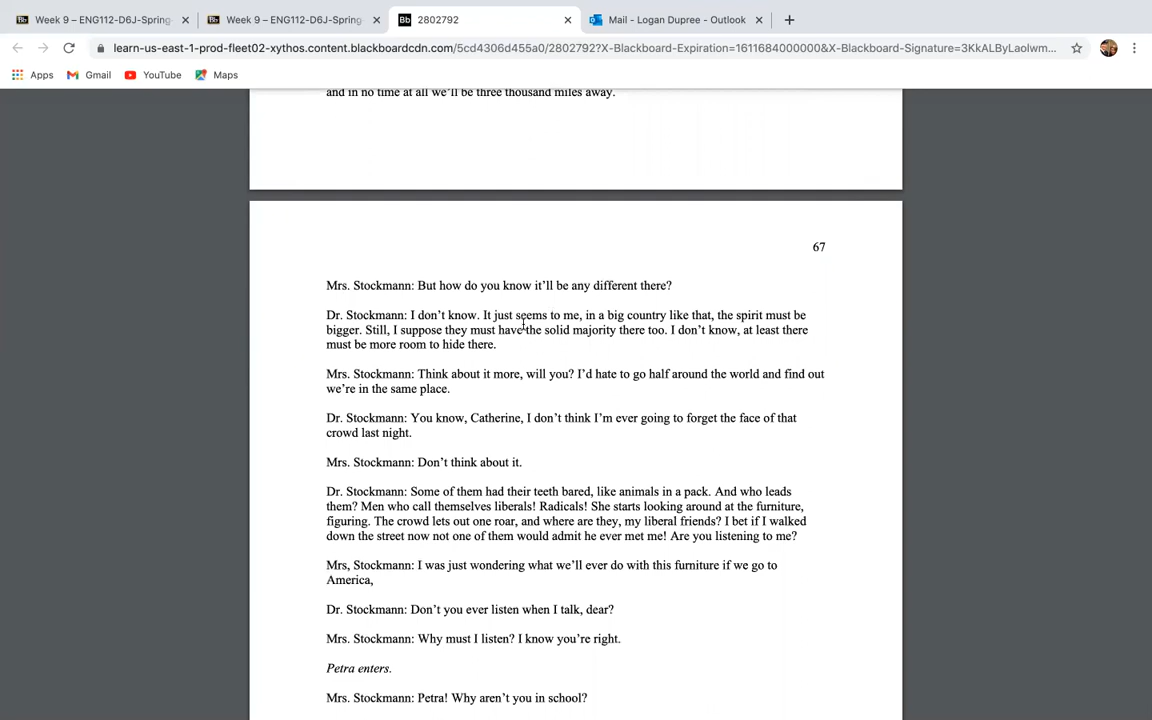 Week 9 – ENG112-D6J-Spring-
Week 9 – ENG112-D6J-Spring
2802792
Mail - Logan Dupree - Outlook
learn-us-east-1-prod-fleet02-xythos.content.blackboardcdn.com/5cd4306d455a0/2802792?X-Blackboard-Expiration=1611684000000&X-Blackboard-Signature=3KkALByLaolwm...
Apps Gmail YouTube Maps
and in no time at all we'll be three thousand miles away.
67
Mrs. Stockmann: But how do you know it'll be any different there?
Dr. Stockmann: I don't know. It just seems to me, in a big country like that, the spirit must be
bigger. Still, I suppose they must have the solid majority there too. I don't know, at least there
must be more room to hide there.
Mrs. Stockmann: Think about it more, will you? I'd hate to go half around the world and find out
we're in the same place.
Dr. Stockmann: You know, Catherine, I don't think I'm ever going to forget the face of that
crowd last night.
Mrs. Stockmann: Don't think about it.
Dr. Stockmann: Some of them had their teeth bared, like animals in a pack. And who leads
them? Men who call themselves liberals! Radicals! She starts looking around at the furniture,
figuring. The crowd lets out one roar, and where are they, my liberal friends? I bet if I walked
down the street now not one of them would admit he ever met me! Are you listening to me?
Mrs, Stockmann: I was just wondering what we'll ever do with this furniture if we go to
America,
Dr. Stockmann: Don't you ever listen when I talk, dear?
Mrs. Stockmann: Why must I listen? I know you're right.
Petra enters.
Mrs. Stockmann: Petra! Why aren't you in school?